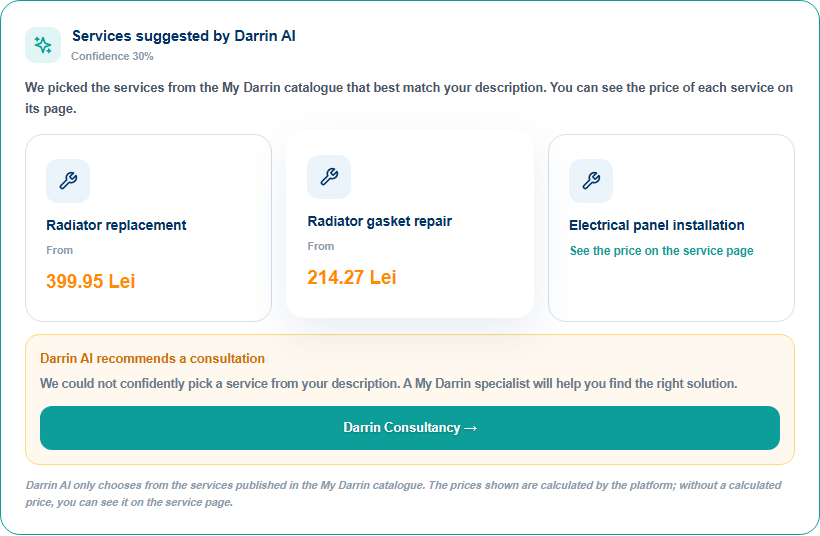 Services suggested by Darrin AI
Confidence 30%
We picked the services from the My Darrin catalogue that best match your description. You can see the price of each service on
its page.
Radiator replacement
From
399.95 Lei
Radiator gasket repair
From
214.27 Lei
Electrical panel installation
See the price on the service page
Darrin AI recommends a consultation
We could not confidently pick a service from your description. A My Darrin specialist will help you find the right solution.
Darrin Consultancy →
Darrin AI only chooses from the services published in the My Darrin catalogue. The prices shown are calculated by the platform; without a calculated
price, you can see it on the service page.